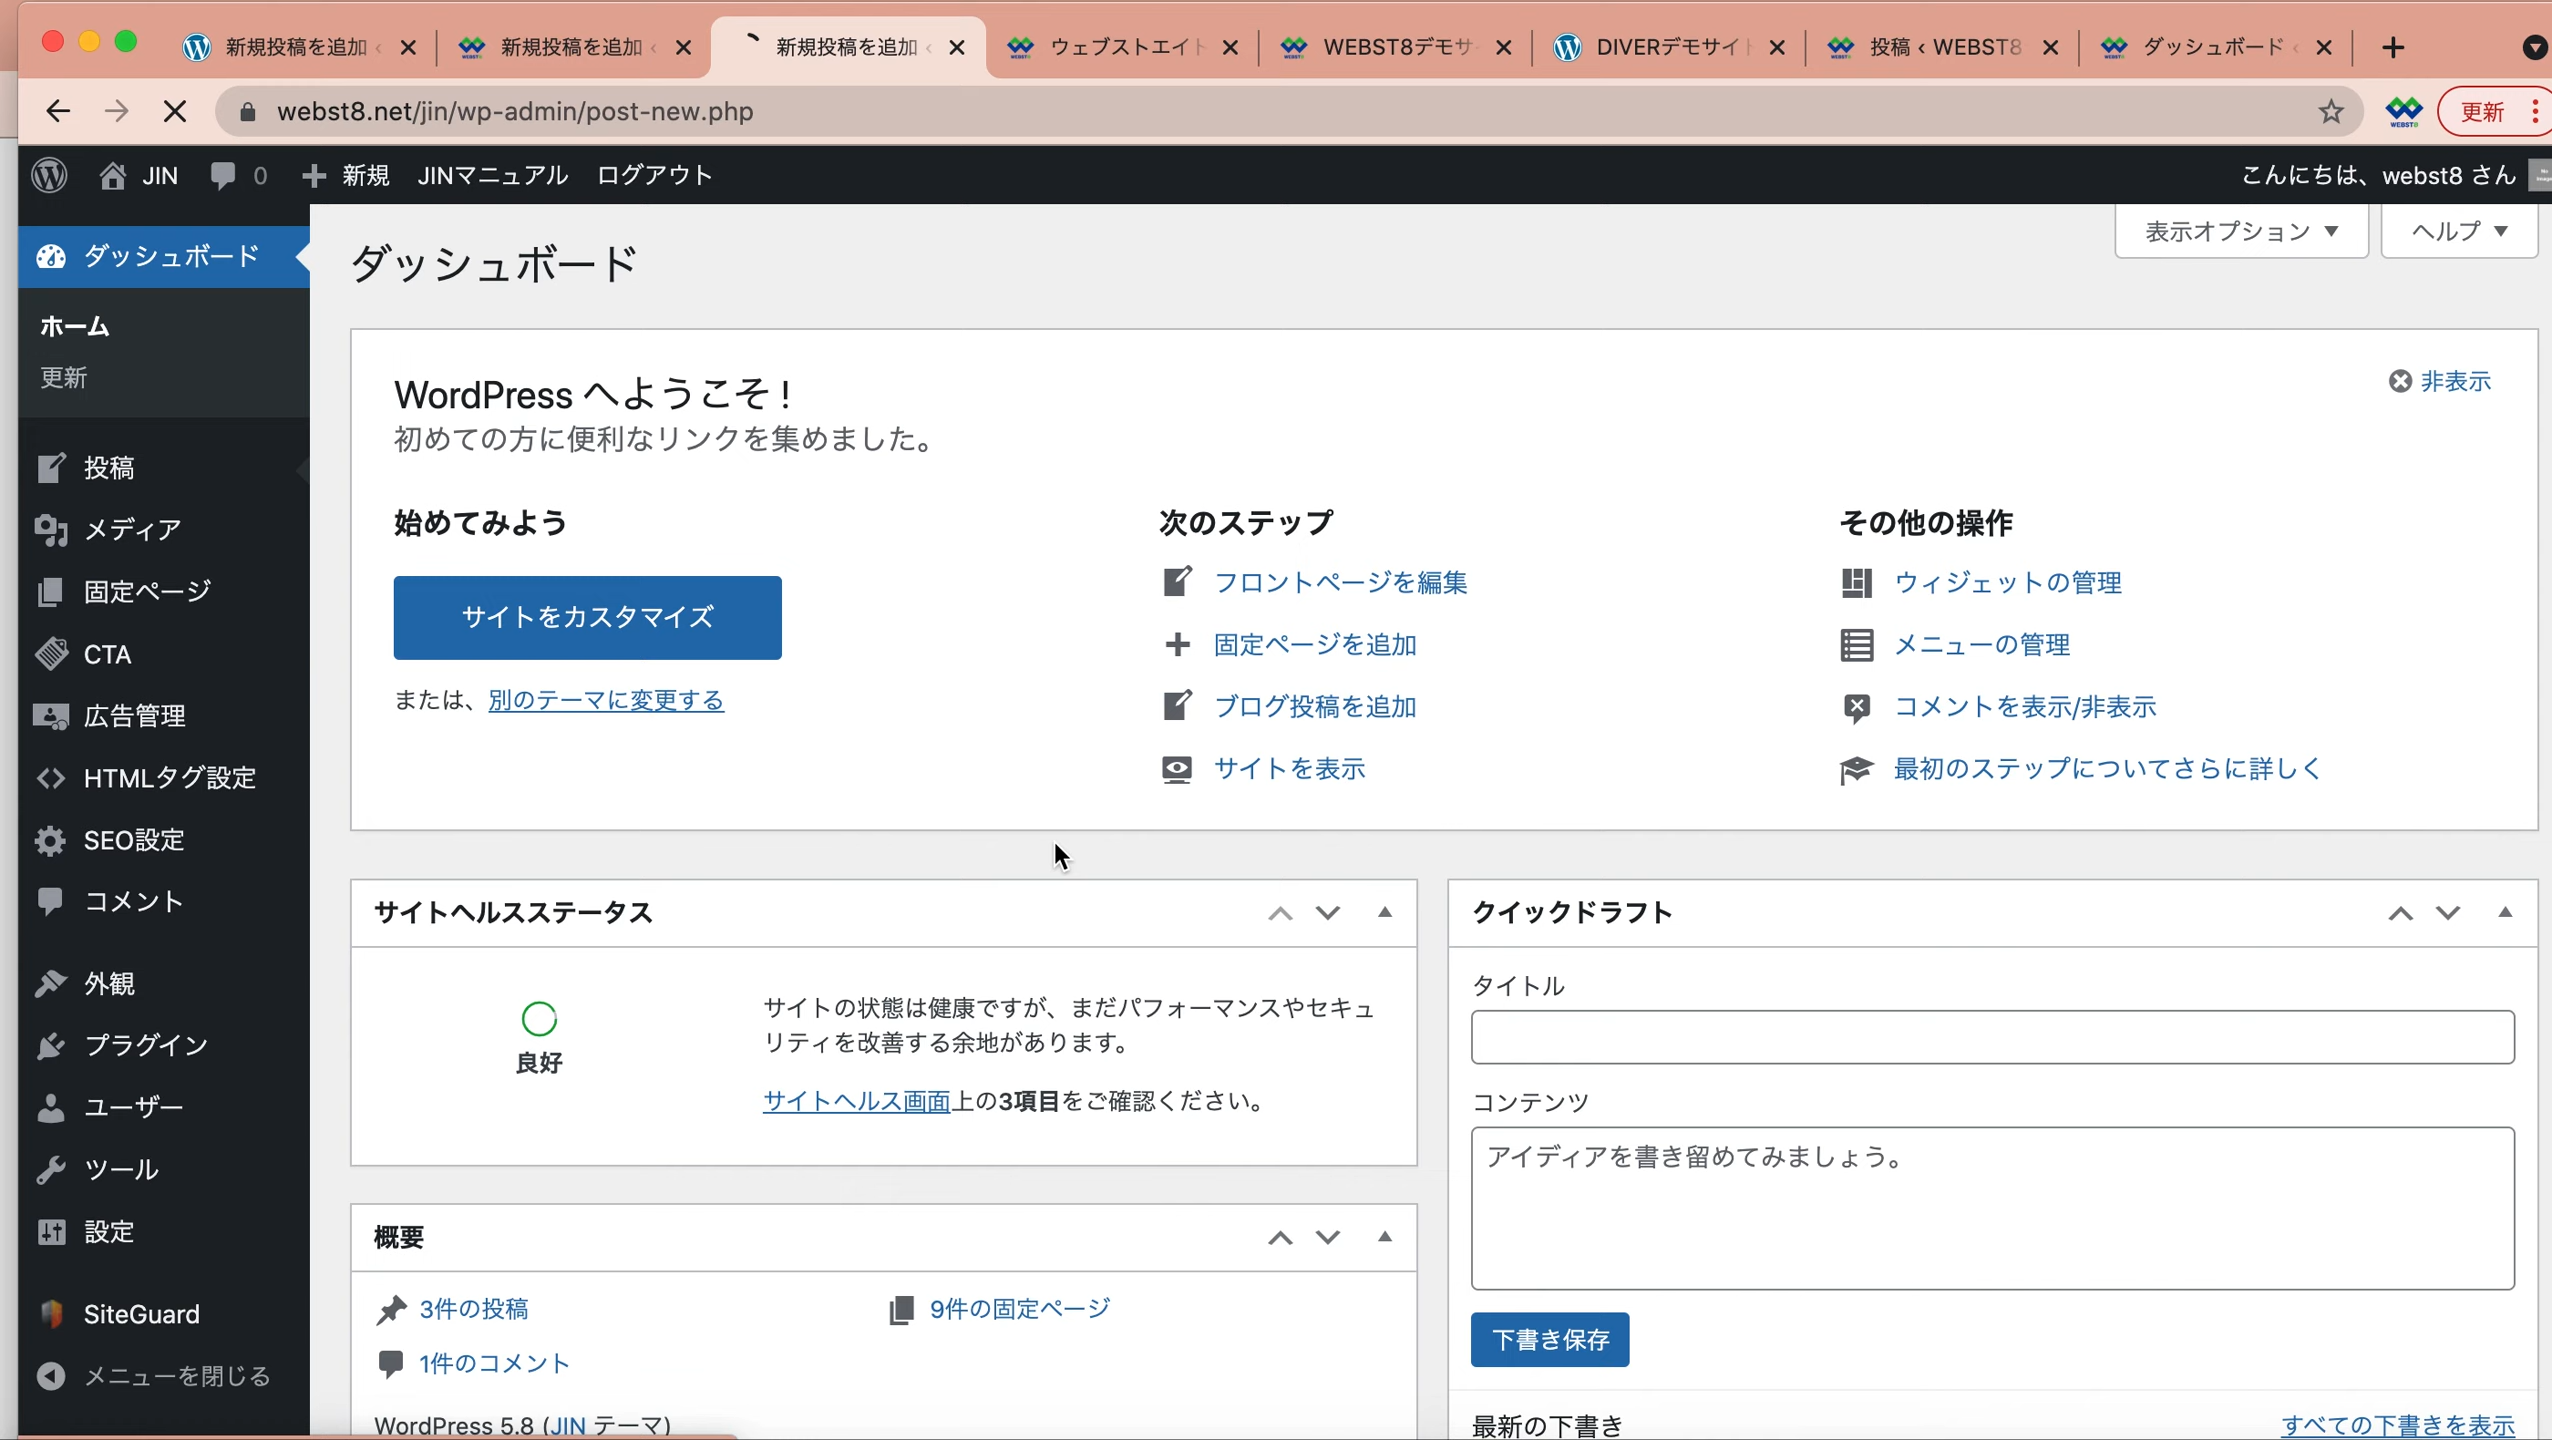 新規投稿を追加
新規投稿を追加
新規投稿を追加
ウェブストエイト
WEBST8デモサ
DIVERデモサイト
投稿 ‹ WEBST8
ダッシュボード
webst8.net/jin/wp-admin/post-new.php
更新
JIN
0
新規
JINマニュアル
ログアウト
こんにちは、webst8 さん
ダッシュボード
ホーム
更新
投稿
メディア
固定ページ
CTA
広告管理
HTMLタグ設定
SEO設定
コメント
外観
プラグイン
ユーザー
ツール
設定
SiteGuard
メニューを閉じる
ダッシュボード
表示オプション
ヘルプ
WordPress へようこそ !
初めての方に便利なリンクを集めました。
非表示
始めてみよう
サイトをカスタマイズ
または、別のテーマに変更する
次のステップ
フロントページを編集
固定ページを追加
ブログ投稿を追加
サイトを表示
その他の操作
ウィジェットの管理
メニューの管理
コメントを表示/非表示
最初のステップについてさらに詳しく
サイトヘルスステータス
良好
サイトの状態は健康ですが、まだパフォーマンスやセキュ
リティを改善する余地があります。
サイトヘルス画面上の3項目をご確認ください。
概要
3件の投稿
9件の固定ページ
1件のコメント
WordPress 5.8 (JIN テーマ)
クイックドラフト
タイトル
コンテンツ
アイディアを書き留めてみましょう。
下書き保存
最新の下書き
すべての下書きを表示